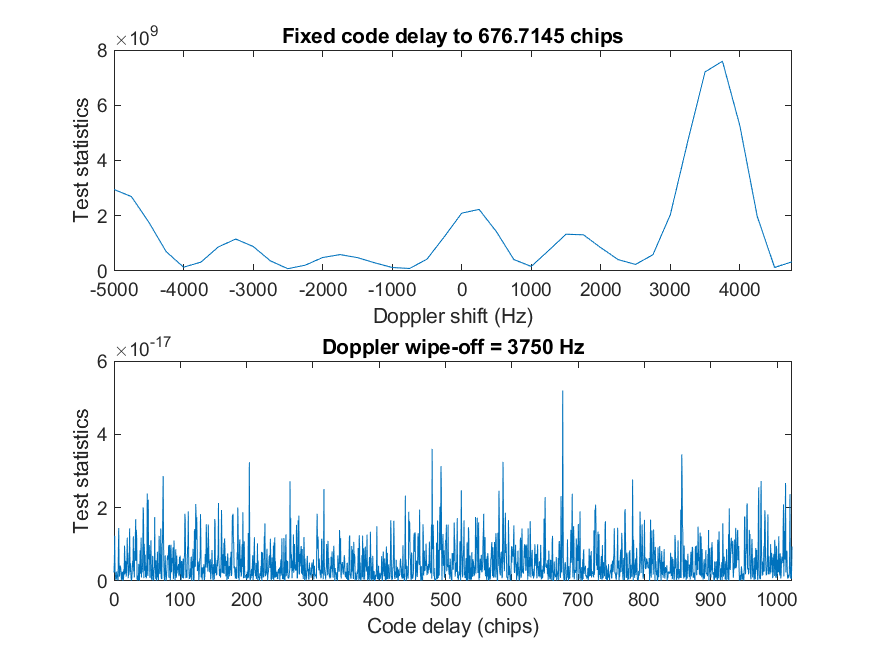 ×10^9
Fixed code delay to 676.7145 chips
8
6
4
2
0
Test statistics
-5000 -4000 -3000 -2000 -1000 0 1000 2000 3000 4000
Doppler shift (Hz)
×10^-17
Doppler wipe-off = 3750 Hz
6
4
2
0
Test statistics
0 100 200 300 400 500 600 700 800 900 1000
Code delay (chips)